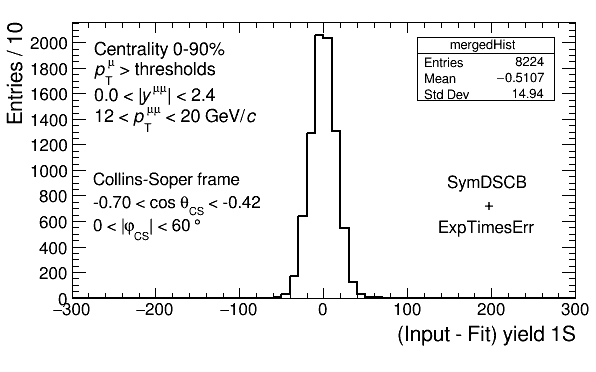 Entries / 10
2000
1800
1600
1400
1200
1000
800
600
400
200
0
Centrality 0-90%
p_T^μ > thresholds
0.0 < |y^μμ| < 2.4
12 < p_T^μμ < 20 GeV/c
Collins-Soper frame
-0.70 < cos θ_CS < -0.42
0 < |φ_CS| < 60 °
mergedHist
Entries 8224
Mean −0.5107
Std Dev 14.94
SymDSCB
+
ExpTimesErr
−300 −200 −100 0 100 200 300
(Input - Fit) yield 1S